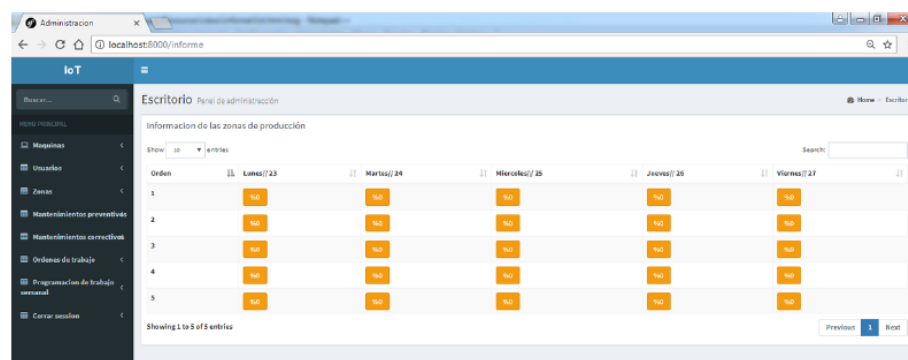 Administracion
localhost:8000/informe
IoT
Buscar...
Escritorio Panel de administracción
Home
MENU PRINCIPAL
Informacion de las zonas de producción
Maquinas
Show 10 entries
Search:
Usuarios
Orden Lunes//23 Martes//24 Miercoles//25 Jueves//26 Viernes//27
Zonas
1 %0 %0 %0 %0 %0
Mantenimientos preventivos
2 %0 %0 %0 %0 %0
Mantenimientos correctivos
3 %0 %0 %0 %0 %0
Ordenes de trabajo
4 %0 %0 %0 %0 %0
Programacion de trabajo
semanal
5 %0 %0 %0 %0 %0
Cerrar session
Showing 1 to 5 of 5 entries
Previous 1 Next